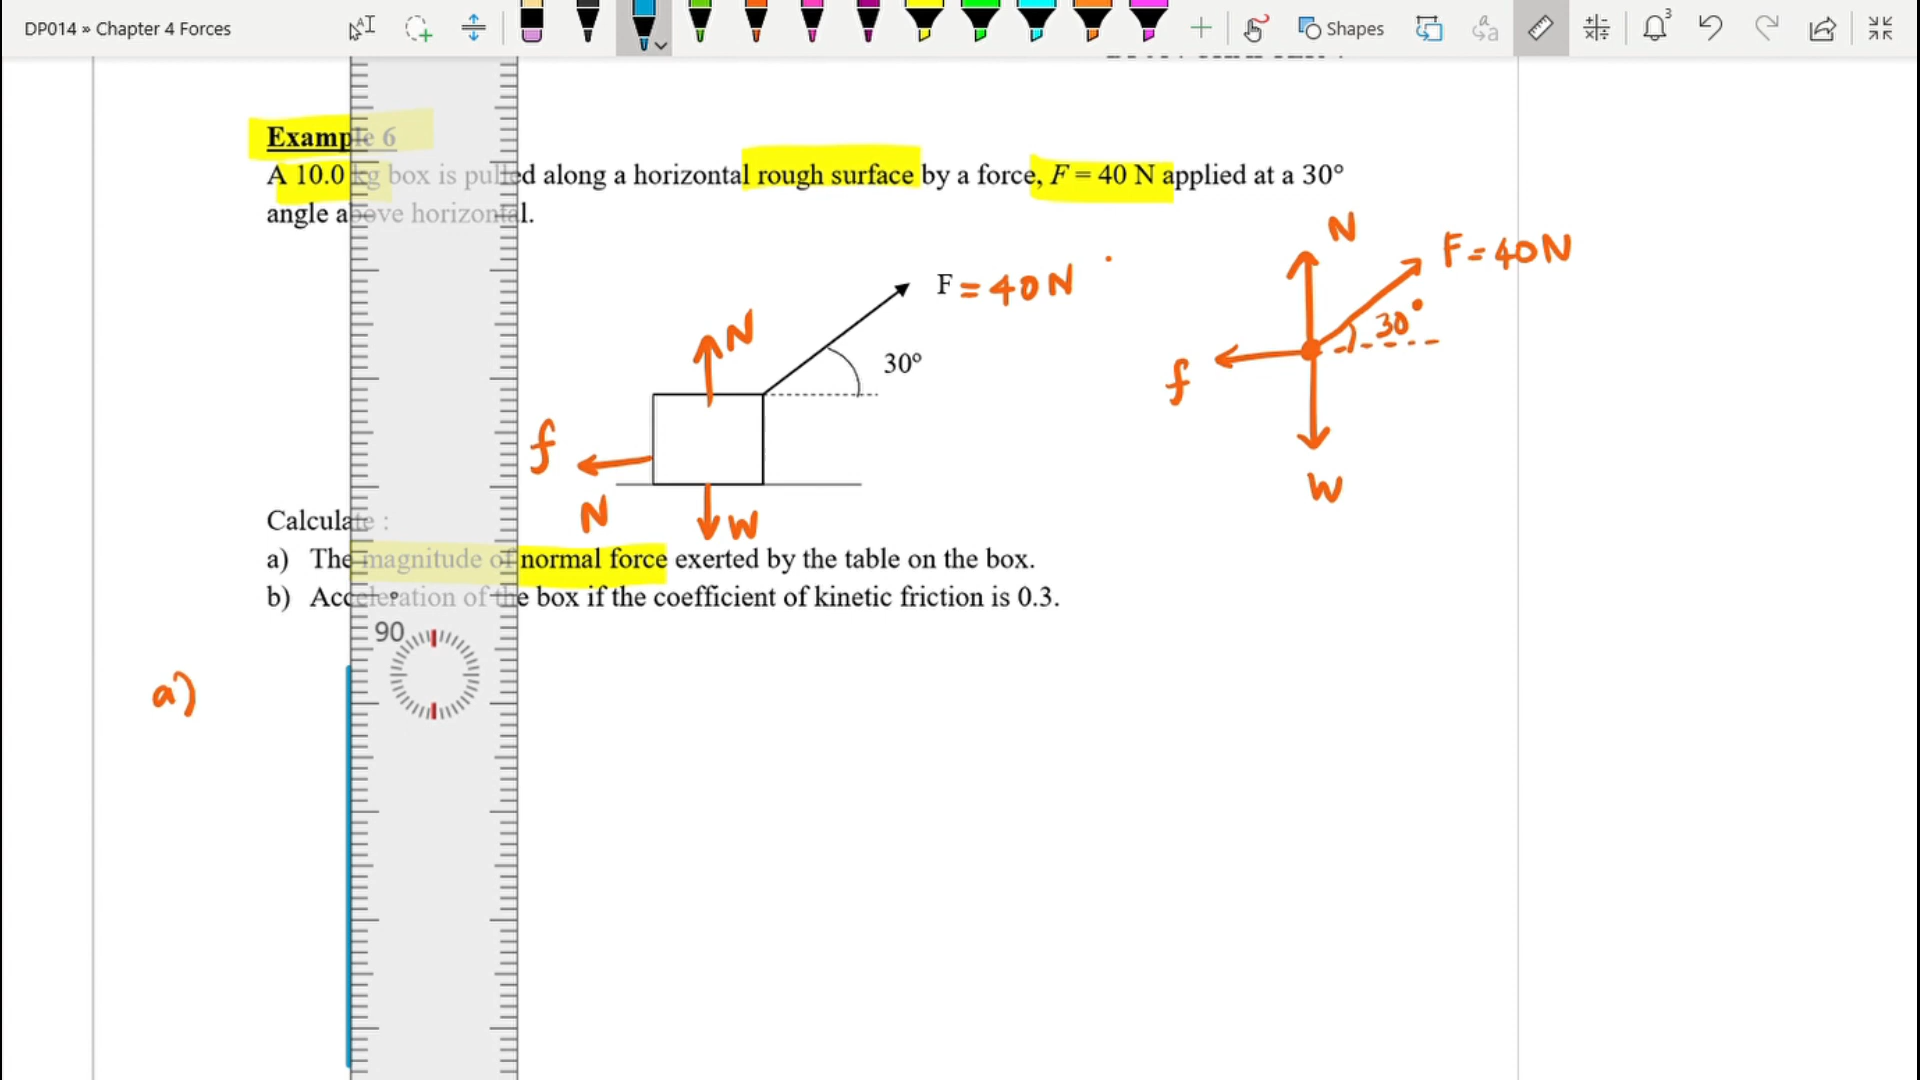 DP014 » Chapter 4 Forces
Shapes
3
Example 6
A 10.0 kg box is pulled along a horizontal rough surface by a force, F = 40 N applied at a 30°
angle above horizontal.
N
F = 40N
F = 40N
N
30°
30°
f
f
N
W
W
Calculate :
a) The magnitude of normal force exerted by the table on the box.
b) Acceleration of the box if the coefficient of kinetic friction is 0.3.
90°
a)